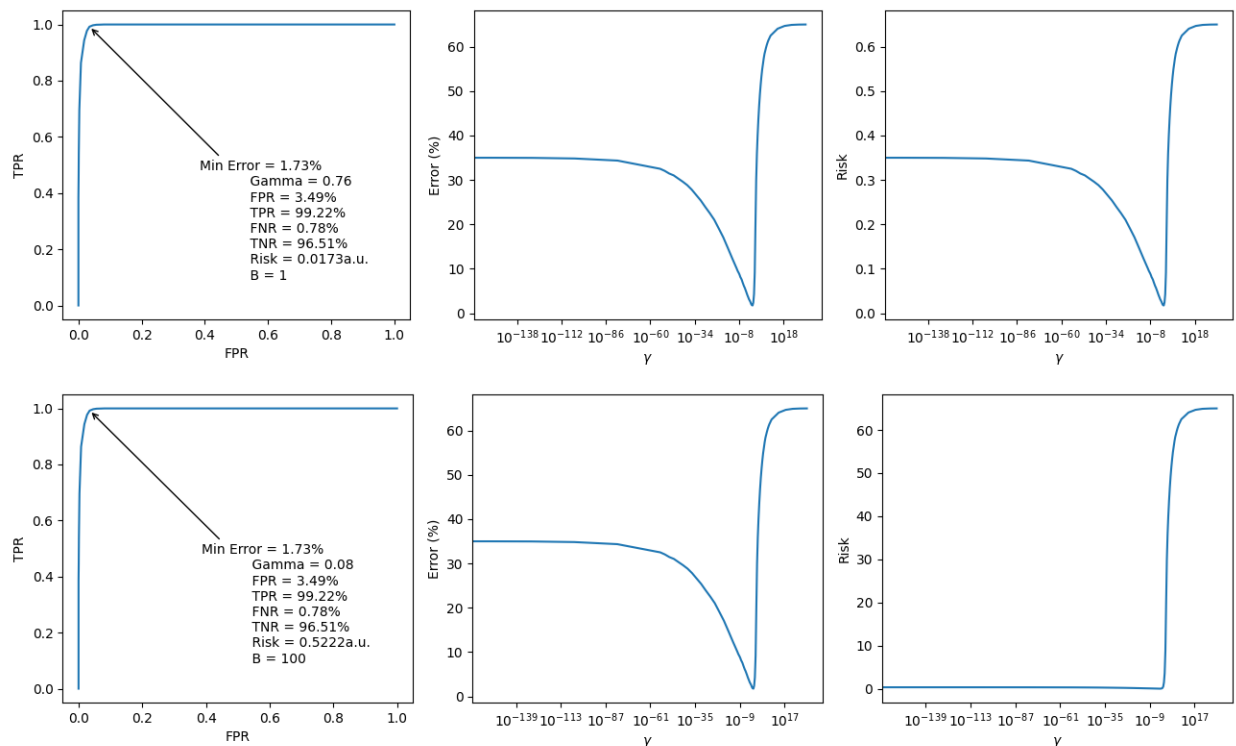 1.0
0.8
0.6
0.4
0.2
0.0
TPR
0.0 0.2 0.4 0.6 0.8 1.0
FPR
Min Error = 1.73%
Gamma = 0.76
FPR = 3.49%
TPR = 99.22%
FNR = 0.78%
TNR = 96.51%
Risk = 0.0173a.u.
B = 1
60
50
40
30
20
10
0
Error (%)
10⁻¹³⁸ 10⁻¹¹² 10⁻⁸⁶ 10⁻⁶⁰ 10⁻³⁴ 10⁻⁸ 10¹⁸
γ
0.6
0.5
0.4
0.3
0.2
0.1
0.0
Risk
10⁻¹³⁸ 10⁻¹¹² 10⁻⁸⁶ 10⁻⁶⁰ 10⁻³⁴ 10⁻⁸ 10¹⁸
γ
1.0
0.8
0.6
0.4
0.2
0.0
TPR
0.0 0.2 0.4 0.6 0.8 1.0
FPR
Min Error = 1.73%
Gamma = 0.08
FPR = 3.49%
TPR = 99.22%
FNR = 0.78%
TNR = 96.51%
Risk = 0.5222a.u.
B = 100
60
50
40
30
20
10
0
Error (%)
10⁻¹³⁹ 10⁻¹¹³ 10⁻⁸⁷ 10⁻⁶¹ 10⁻³⁵ 10⁻⁹ 10¹⁷
γ
60
50
40
30
20
10
0
Risk
10⁻¹³⁹ 10⁻¹¹³ 10⁻⁸⁷ 10⁻⁶¹ 10⁻³⁵ 10⁻⁹ 10¹⁷
γ